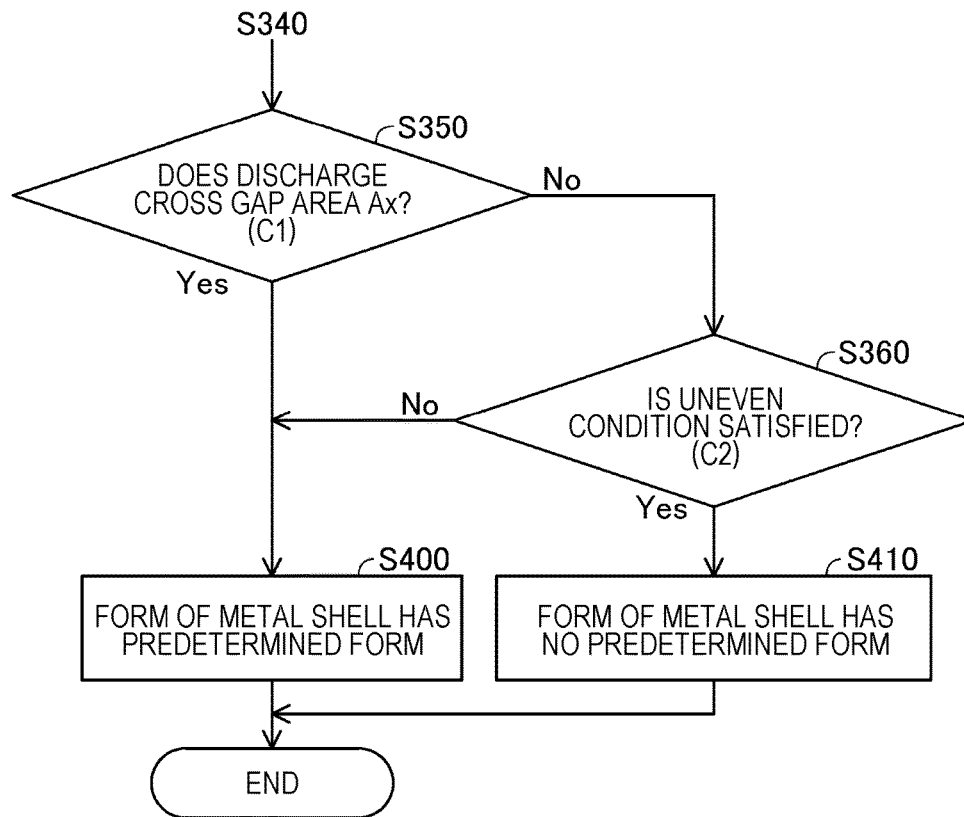 S340
S350
DOES DISCHARGE
CROSS GAP AREA Ax?
(C1)
No
Yes
S360
IS UNEVEN
CONDITION SATISFIED?
(C2)
No
Yes
S400
FORM OF METAL SHELL HAS
PREDETERMINED FORM
S410
FORM OF METAL SHELL HAS
NO PREDETERMINED FORM
END